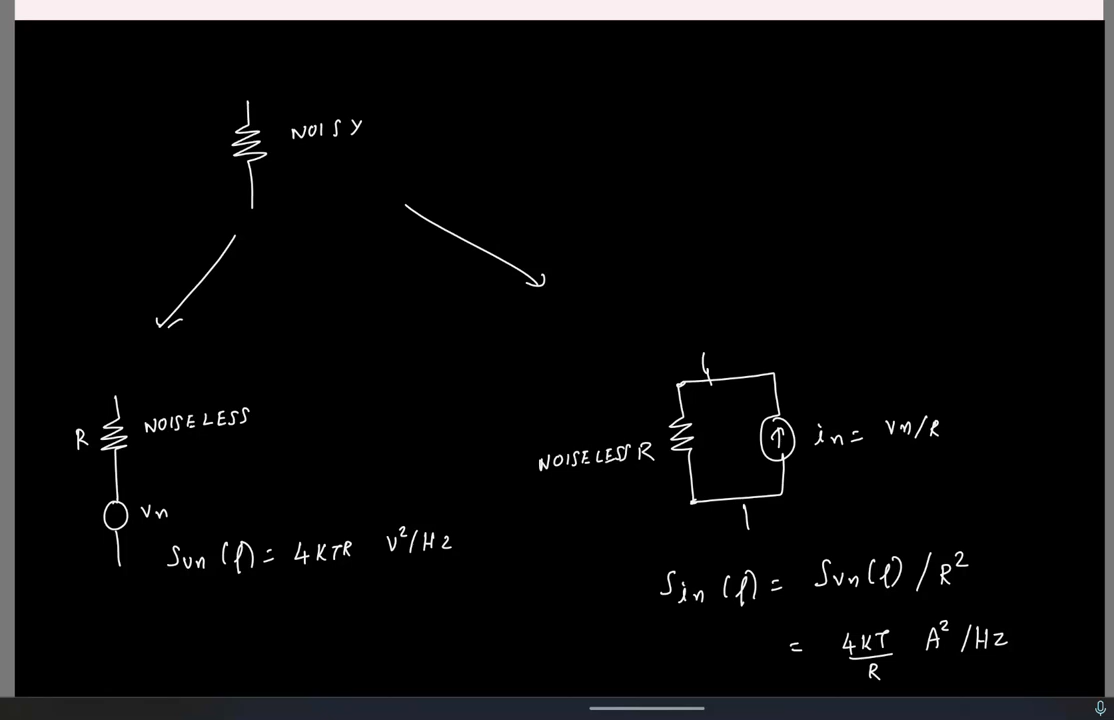 NOISY
R NOISELESS
Vn
Svn (f) = 4KTR V²/Hz
NOISELESS R
in = Vn/R
Sin (f) = Svn(f) / R²
= 4KT/R A²/Hz